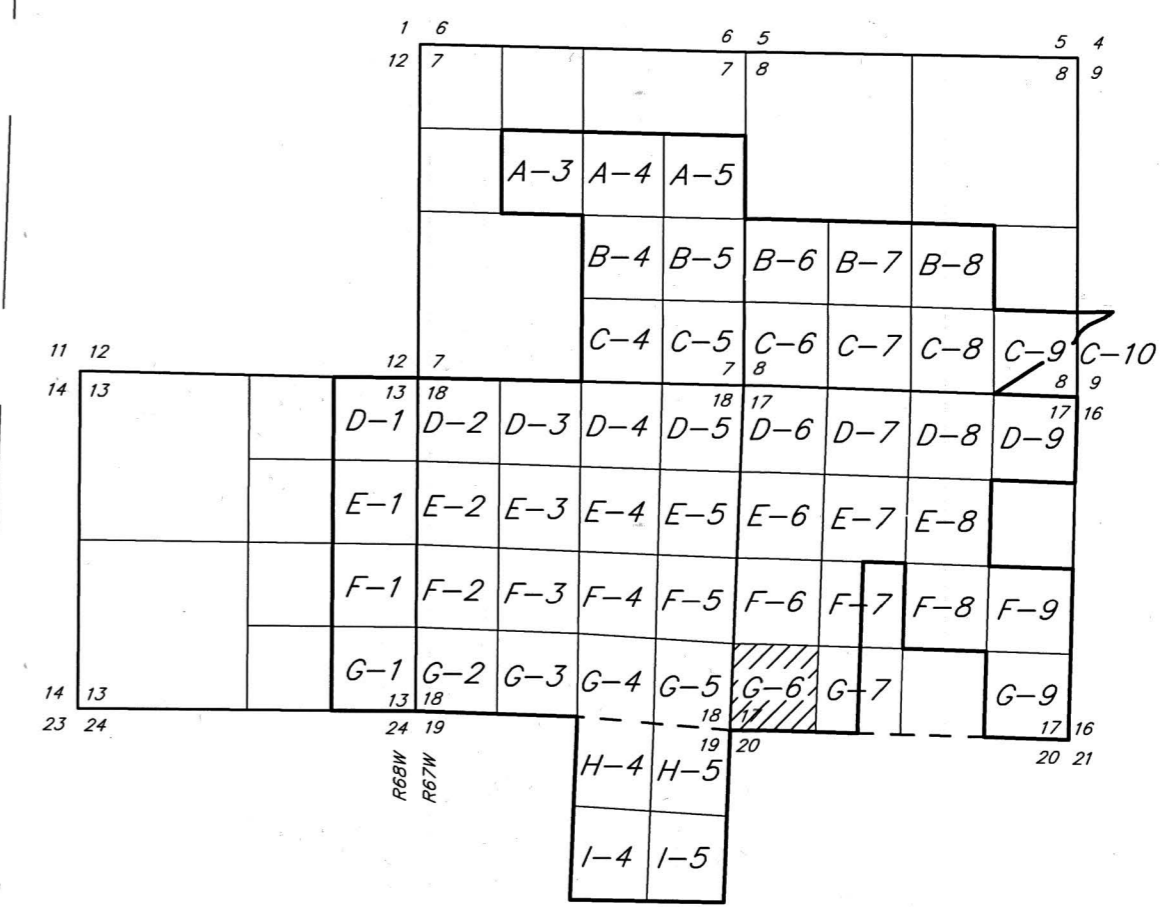 1 6 6 5 5 4
12 7 7 8 8 9
A-3 A-4 A-5
B-4 B-5 B-6 B-7 B-8
C-4 C-5 C-6 C-7 C-8 C-9 C-10
11 12 12 7 7 8 8 9
14 13 13 18 18 17 17 16
D-1 D-2 D-3 D-4 D-5 D-6 D-7 D-8 D-9
E-1 E-2 E-3 E-4 E-5 E-6 E-7 E-8
F-1 F-2 F-3 F-4 F-5 F-6 F-7 F-8 F-9
G-1 G-2 G-3 G-4 G-5 G-6 G-7 G-9
14 13 13 18 18 17 17 16
23 24 24 19 19 20 20 21
R68W
R67W
H-4 H-5
I-4 I-5